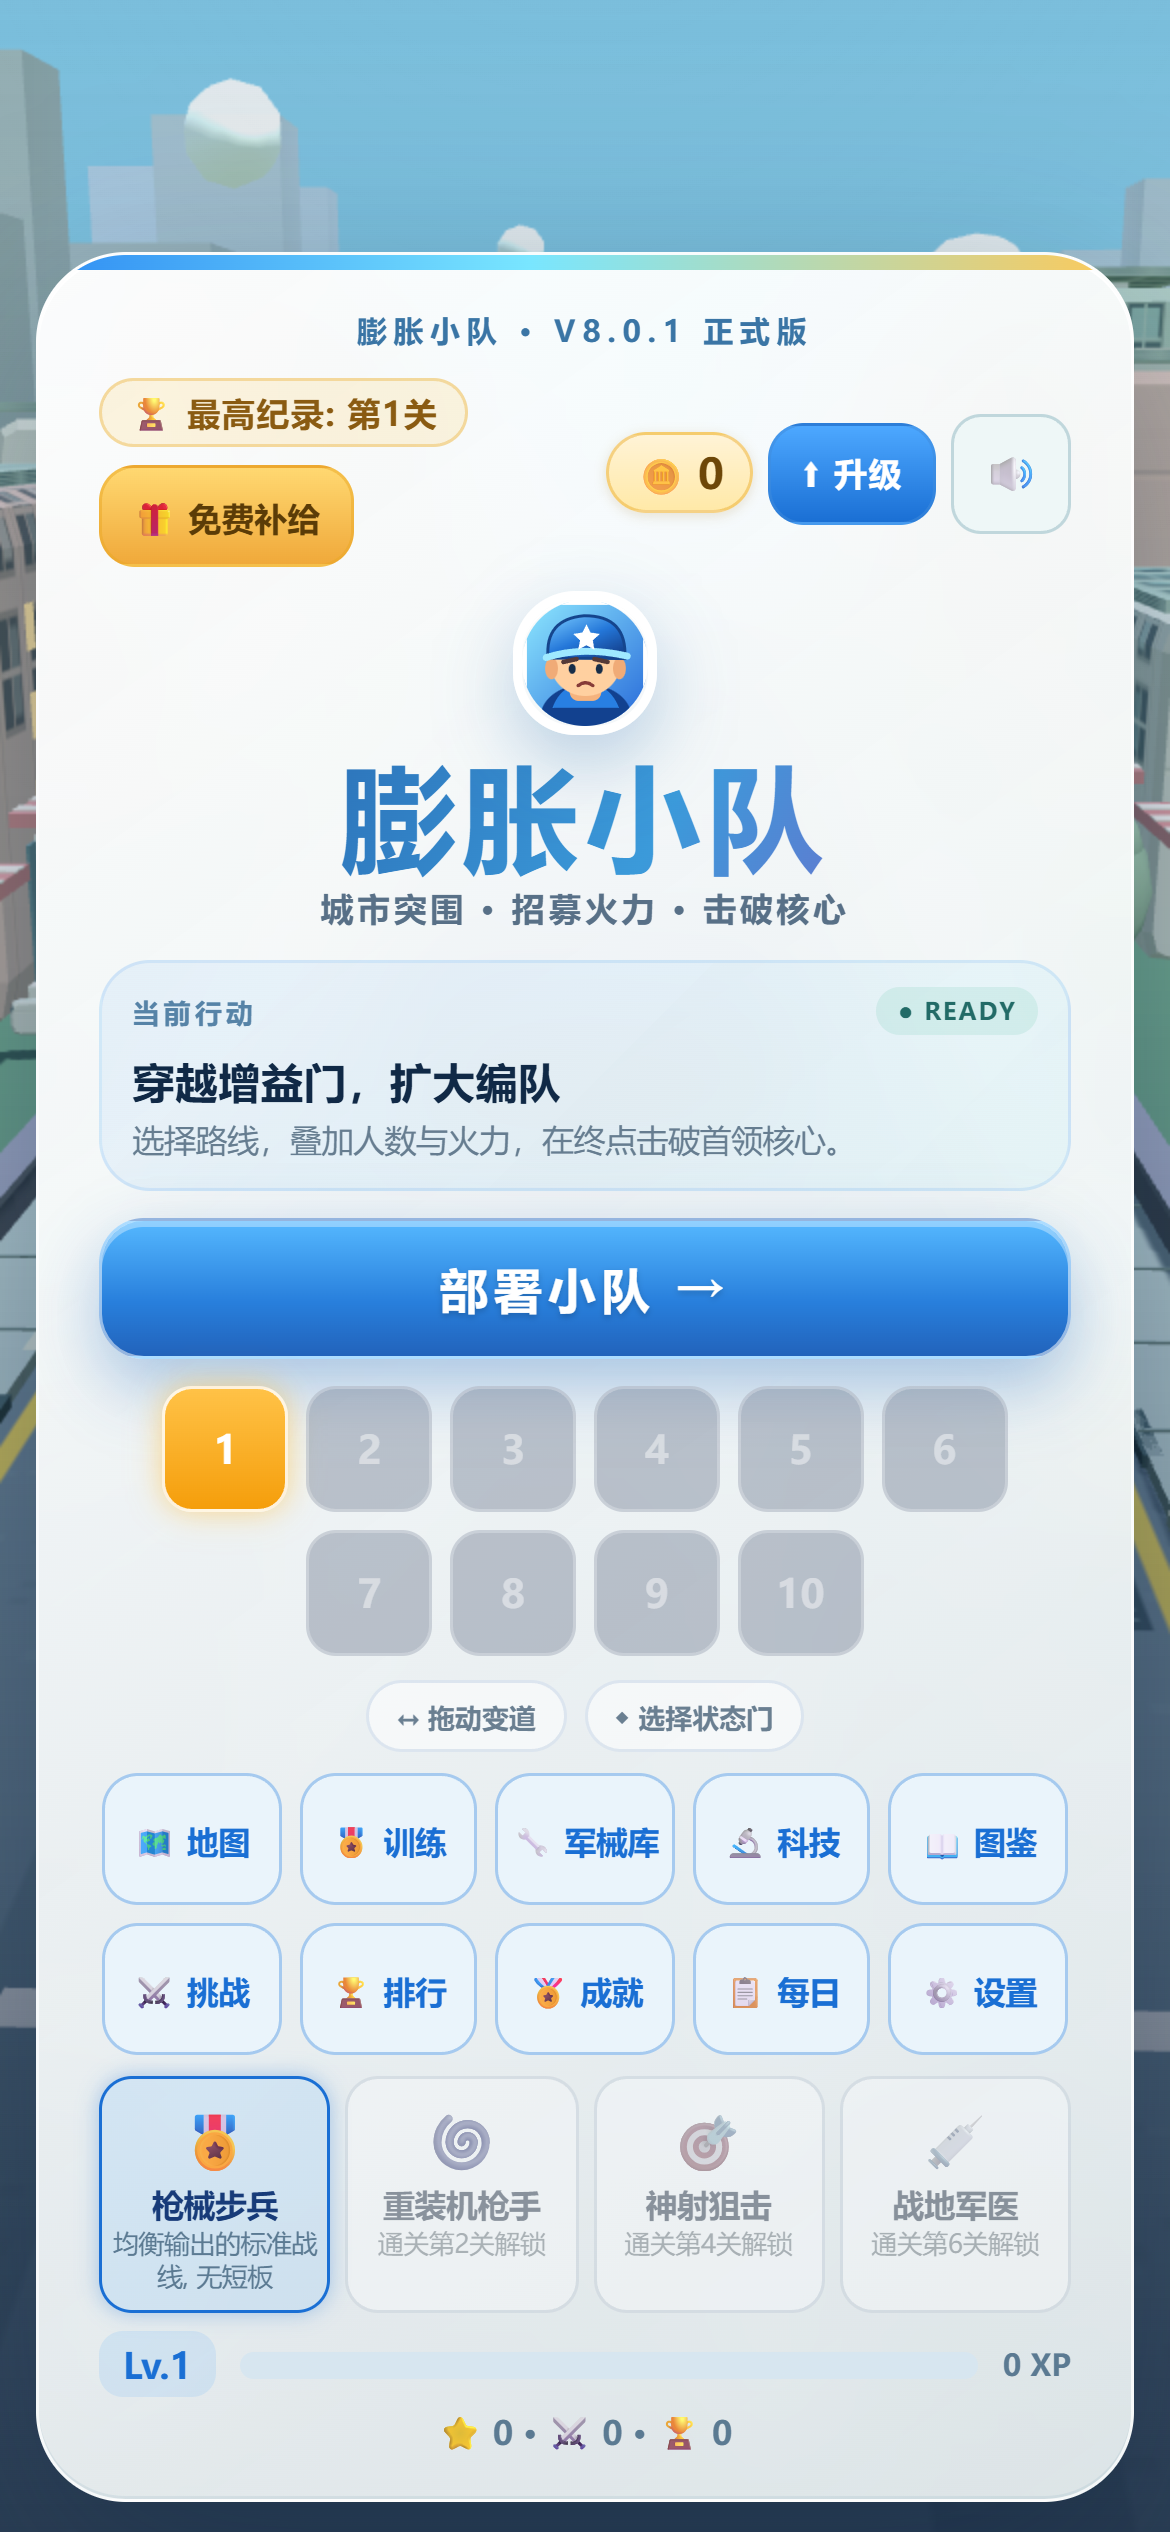 膨胀小队 • V8.0.1 正式版
🏆 最高纪录: 第1关
🎁 免费补给
0
⬆ 升级
膨胀小队
城市突围 • 招募火力 • 击破核心
当前行动
● READY
穿越增益门，扩大编队
选择路线，叠加人数与火力，在终点击破首领核心。
部署小队 →
1 2 3 4 5 6
7 8 9 10
↔ 拖动变道
◆ 选择状态门
地图 训练 军械库 科技 图鉴
挑战 排行 成就 每日 设置
枪械步兵
均衡输出的标准战
线, 无短板
重装机枪手
通关第2关解锁
神射狙击
通关第4关解锁
战地军医
通关第6关解锁
Lv.1
0 XP
⭐ 0 • ⚔ 0 • 🏆 0